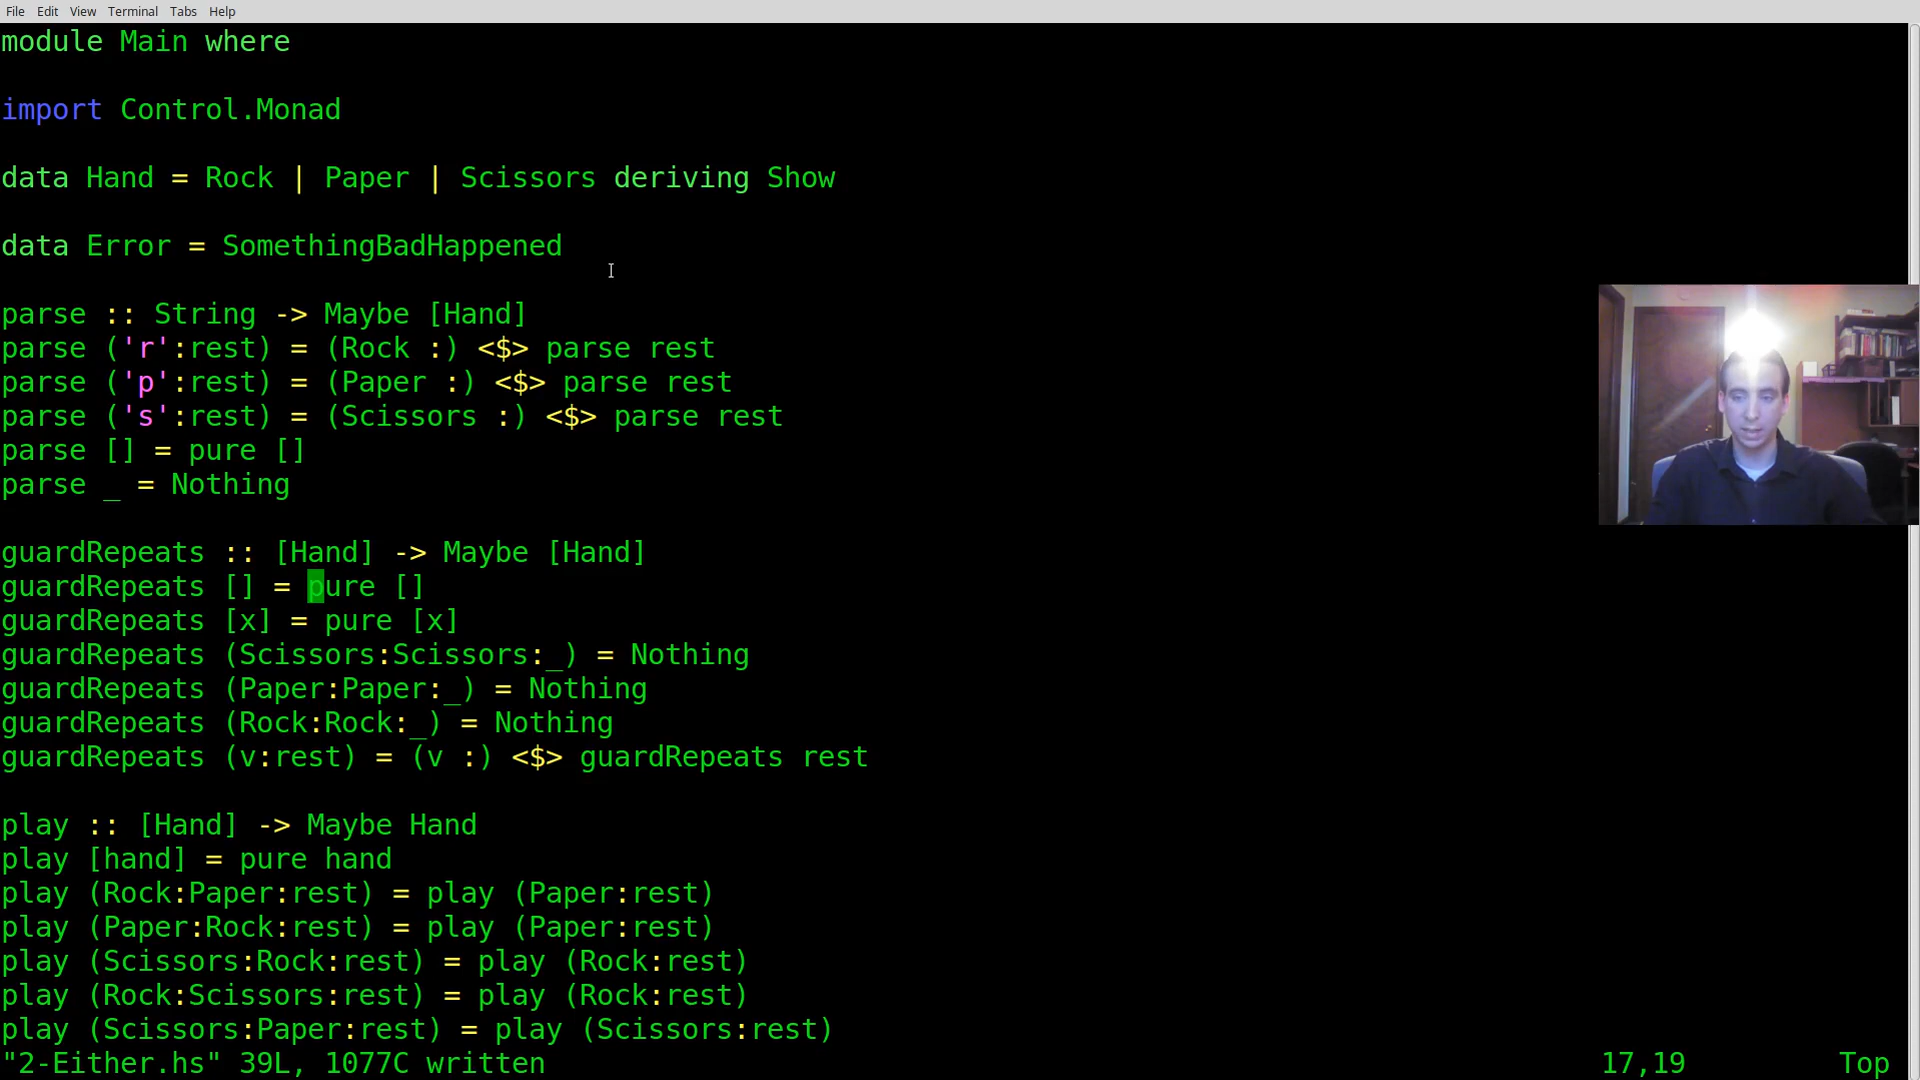 File Edit View Terminal Tabs Help
module Main where
import Control.Monad
data Hand = Rock | Paper | Scissors deriving Show
data Error = SomethingBadHappened
parse :: String -> Maybe [Hand]
parse ('r':rest) = (Rock :) <$> parse rest
parse ('p':rest) = (Paper :) <$> parse rest
parse ('s':rest) = (Scissors :) <$> parse rest
parse [] = pure []
parse _ = Nothing
guardRepeats :: [Hand] -> Maybe [Hand]
guardRepeats [] = pure []
guardRepeats [x] = pure [x]
guardRepeats (Scissors:Scissors:_) = Nothing
guardRepeats (Paper:Paper:_) = Nothing
guardRepeats (Rock:Rock:_) = Nothing
guardRepeats (v:rest) = (v :) <$> guardRepeats rest
play :: [Hand] -> Maybe Hand
play [hand] = pure hand
play (Rock:Paper:rest) = play (Paper:rest)
play (Paper:Rock:rest) = play (Paper:rest)
play (Scissors:Rock:rest) = play (Rock:rest)
play (Rock:Scissors:rest) = play (Rock:rest)
play (Scissors:Paper:rest) = play (Scissors:rest)
"2-Either.hs" 39L, 1077C written 17,19 Top